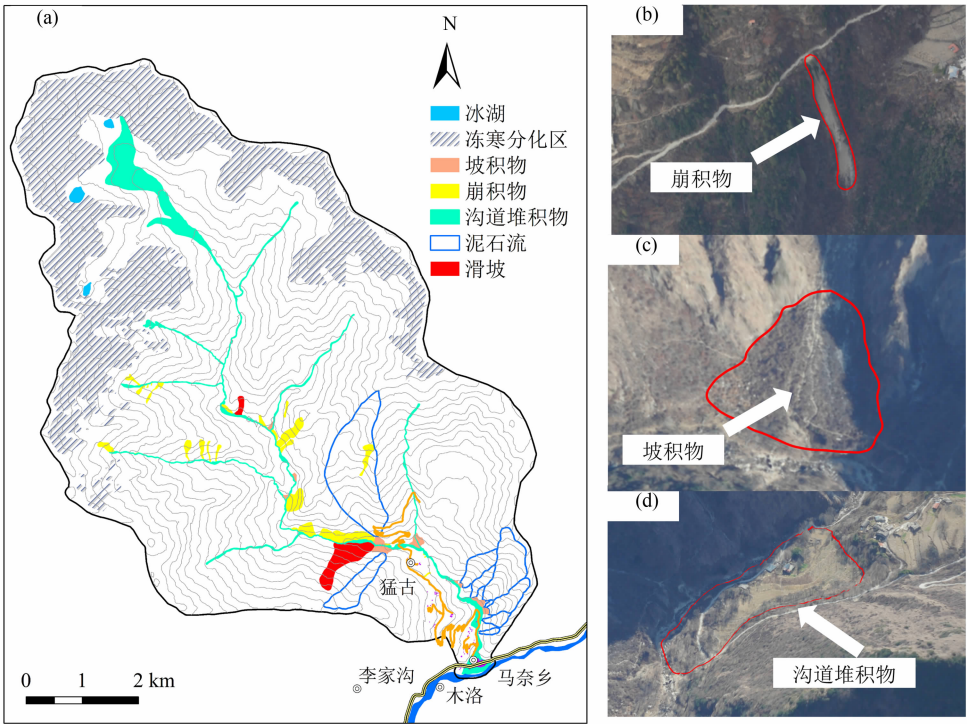 (a)
N
冰湖
冻寒分化区
坡积物
崩积物
沟道堆积物
泥石流
滑坡
猛古
李家沟
木洛
马奈乡
0 1 2 km
(b)
崩积物
(c)
坡积物
(d)
沟道堆积物